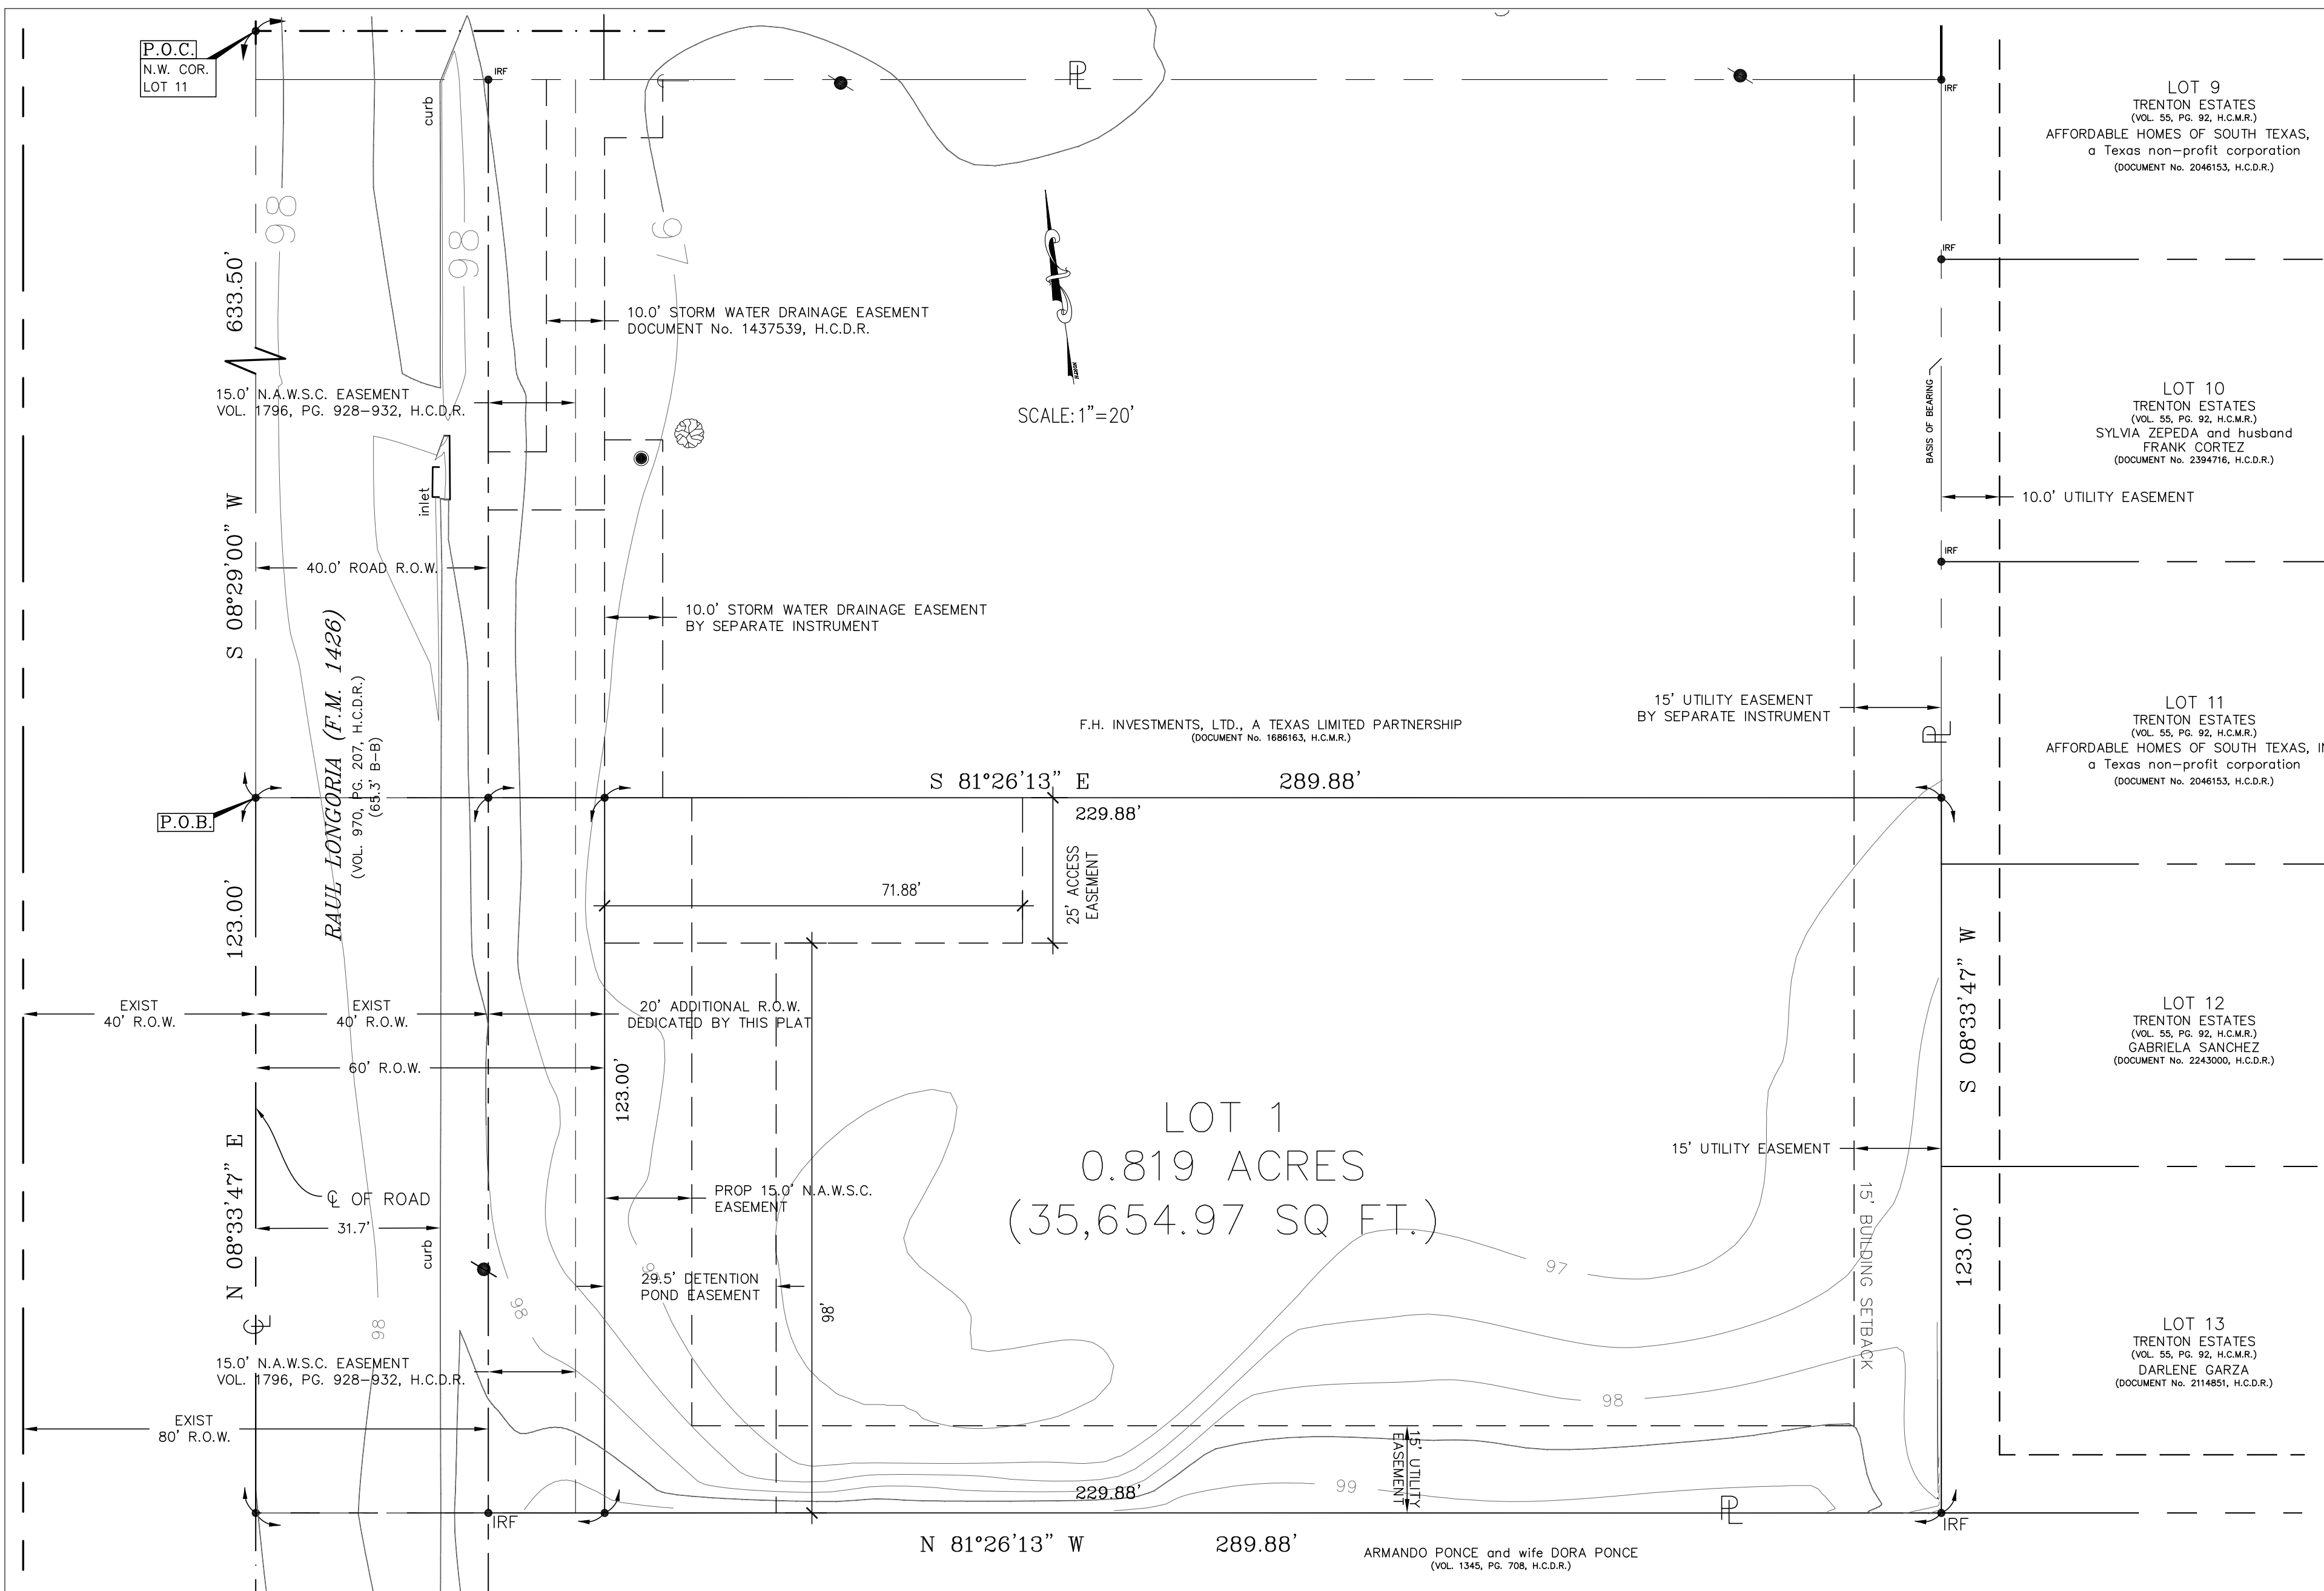 P.O.C.
N.W. COR.
LOT 11
IRF
curb
98
98
97
633.50'
S 08°29'00" W
10.0' STORM WATER DRAINAGE EASEMENT
DOCUMENT No. 1437539, H.C.D.R.
15.0' N.A.W.S.C. EASEMENT
VOL. 1796, PG. 928-932, H.C.D.R.
inlet
40.0' ROAD R.O.W.
10.0' STORM WATER DRAINAGE EASEMENT
BY SEPARATE INSTRUMENT
NORTH
SCALE: 1"=20'
PL
IRF
IRF
BASIS OF BEARING
10.0' UTILITY EASEMENT
IRF
LOT 9
TRENTON ESTATES
(VOL. 55, PG. 92, H.C.M.R.)
AFFORDABLE HOMES OF SOUTH TEXAS,
a Texas non-profit corporation
(DOCUMENT No. 2046153, H.C.D.R.)
LOT 10
TRENTON ESTATES
(VOL. 55, PG. 92, H.C.M.R.)
SYLVIA ZEPEDA and husband
FRANK CORTEZ
(DOCUMENT No. 2394716, H.C.D.R.)
LOT 11
TRENTON ESTATES
(VOL. 55, PG. 92, H.C.M.R.)
AFFORDABLE HOMES OF SOUTH TEXAS, IN
a Texas non-profit corporation
(DOCUMENT No. 2046153, H.C.D.R.)
RAUL LONGORIA (F.M. 1426)
(VOL. 970, PG. 207, H.C.D.R.)
(65.3' B-B)
15' UTILITY EASEMENT
BY SEPARATE INSTRUMENT
F.H. INVESTMENTS, LTD., A TEXAS LIMITED PARTNERSHIP
(DOCUMENT No. 1686163, H.C.M.R.)
PL
S 81°26'13" E 289.88'
229.88'
P.O.B.
123.00'
N 08°33'47" E
71.88'
25' ACCESS
EASEMENT
EXIST
40' R.O.W.
EXIST
40' R.O.W.
20' ADDITIONAL R.O.W.
DEDICATED BY THIS PLAT
60' R.O.W.
123.00'
CL OF ROAD
31.7'
curb
CL
98
98
PROP 15.0' N.A.W.S.C.
EASEMENT
29.5' DETENTION
POND EASEMENT
98'
LOT 1
0.819 ACRES
(35,654.97 SQ FT.)
97
98
99
15' UTILITY EASEMENT
15' BUILDING SETBACK
S 08°33'47" W
123.00'
LOT 12
TRENTON ESTATES
(VOL. 55, PG. 92, H.C.M.R.)
GABRIELA SANCHEZ
(DOCUMENT No. 2243000, H.C.D.R.)
LOT 13
TRENTON ESTATES
(VOL. 55, PG. 92, H.C.M.R.)
DARLENE GARZA
(DOCUMENT No. 2114851, H.C.D.R.)
15.0' N.A.W.S.C. EASEMENT
VOL. 1796, PG. 928-932, H.C.D.R.
EXIST
80' R.O.W.
15' UTILITY
EASEMENT
229.88'
PL
IRF
IRF
N 81°26'13" W 289.88'
ARMANDO PONCE and wife DORA PONCE
(VOL. 1345, PG. 708, H.C.D.R.)